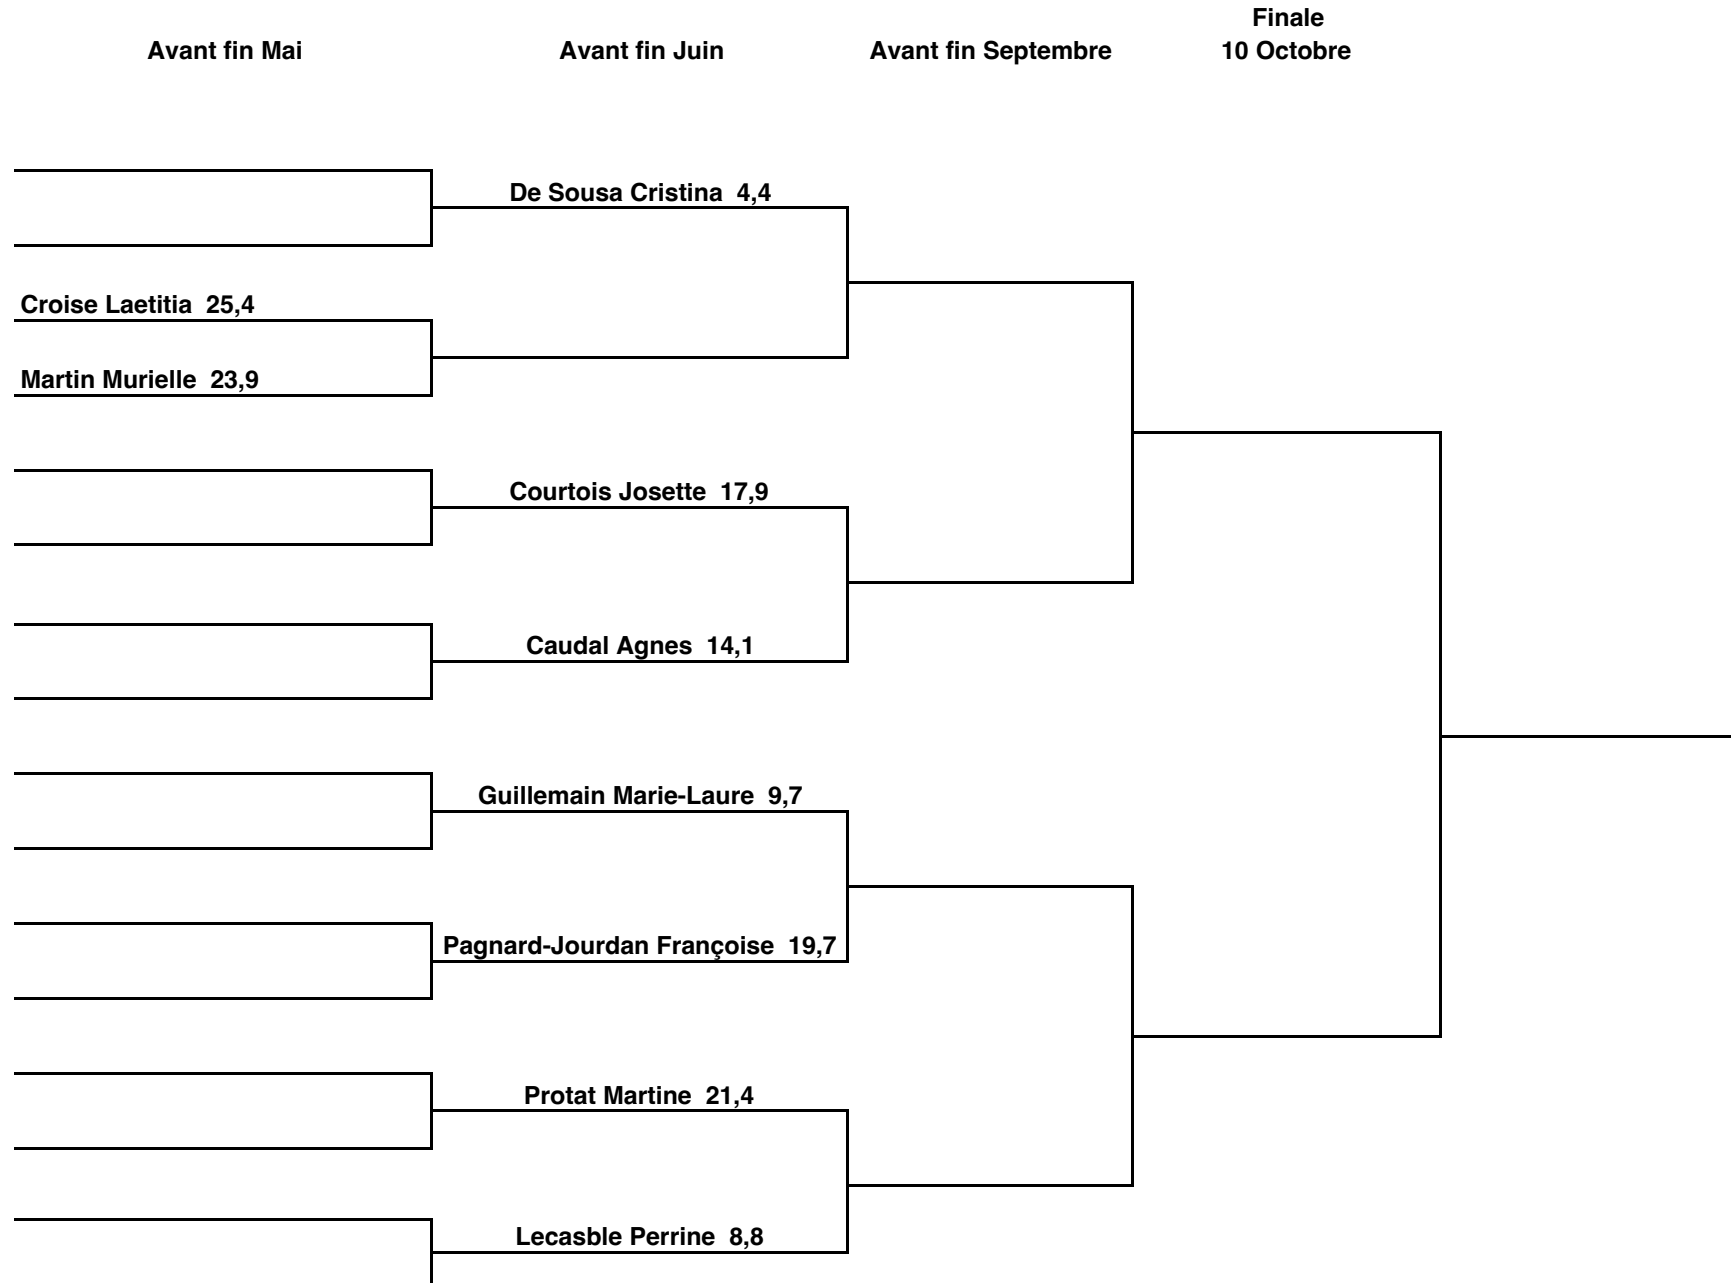 Finale
Avant fin Mai Avant fin Juin Avant fin Septembre 10 Octobre
De Sousa Cristina 4,4
Croise Laetitia 25,4
Martin Murielle 23,9
Courtois Josette 17,9
Caudal Agnes 14,1
Guillemain Marie-Laure 9,7
Pagnard-Jourdan Françoise 19,7
Protat Martine 21,4
Lecasble Perrine 8,8